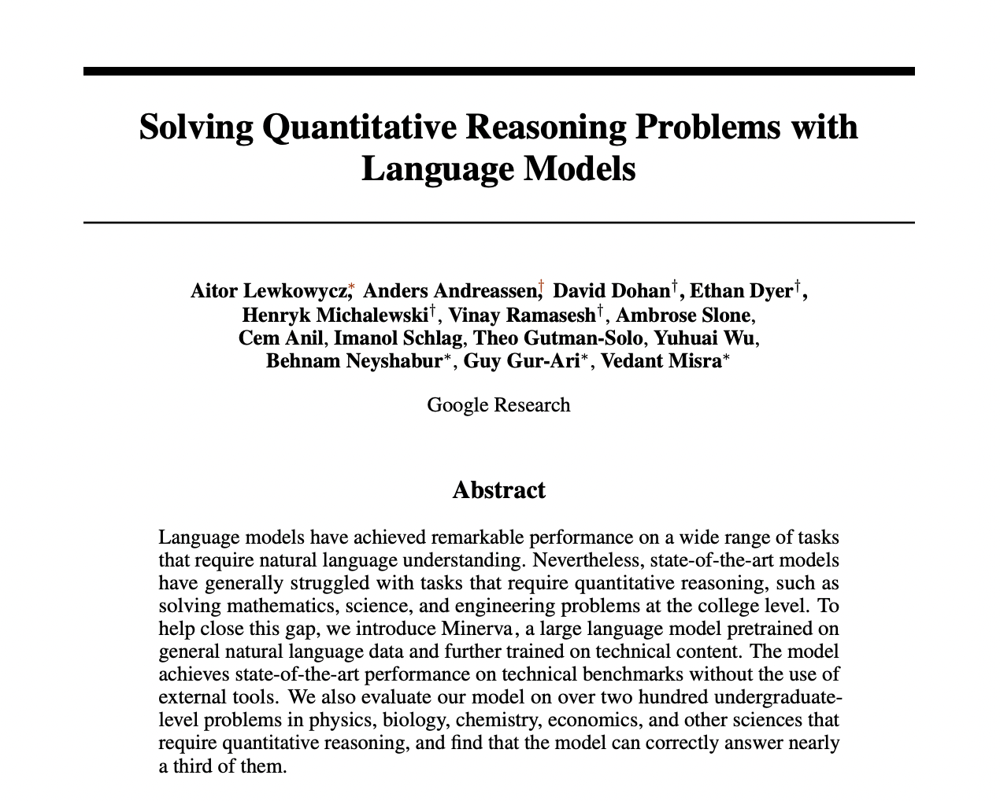 Solving Quantitative Reasoning Problems with
Language Models
Aitor Lewkowycz,* Anders Andreassen,† David Dohan†, Ethan Dyer†,
Henryk Michalewski†, Vinay Ramasesh†, Ambrose Slone,
Cem Anil, Imanol Schlag, Theo Gutman-Solo, Yuhuai Wu,
Behnam Neyshabur*, Guy Gur-Ari*, Vedant Misra*
Google Research
Abstract
Language models have achieved remarkable performance on a wide range of tasks
that require natural language understanding. Nevertheless, state-of-the-art models
have generally struggled with tasks that require quantitative reasoning, such as
solving mathematics, science, and engineering problems at the college level. To
help close this gap, we introduce Minerva, a large language model pretrained on
general natural language data and further trained on technical content. The model
achieves state-of-the-art performance on technical benchmarks without the use of
external tools. We also evaluate our model on over two hundred undergraduate-
level problems in physics, biology, chemistry, economics, and other sciences that
require quantitative reasoning, and find that the model can correctly answer nearly
a third of them.